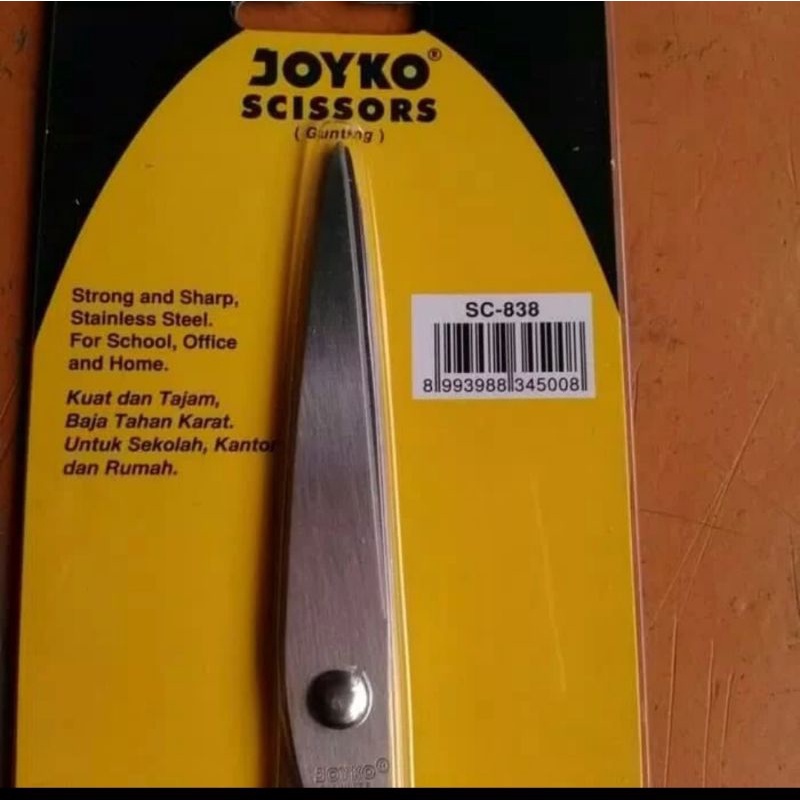 JOYKO®
SCISSORS
( Gunting )
Strong and Sharp,
Stainless Steel.
For School, Office
and Home.
Kuat dan Tajam,
Baja Tahan Karat.
Untuk Sekolah, Kantor
dan Rumah.
SC-838
8 993988 345008
JOYKO®